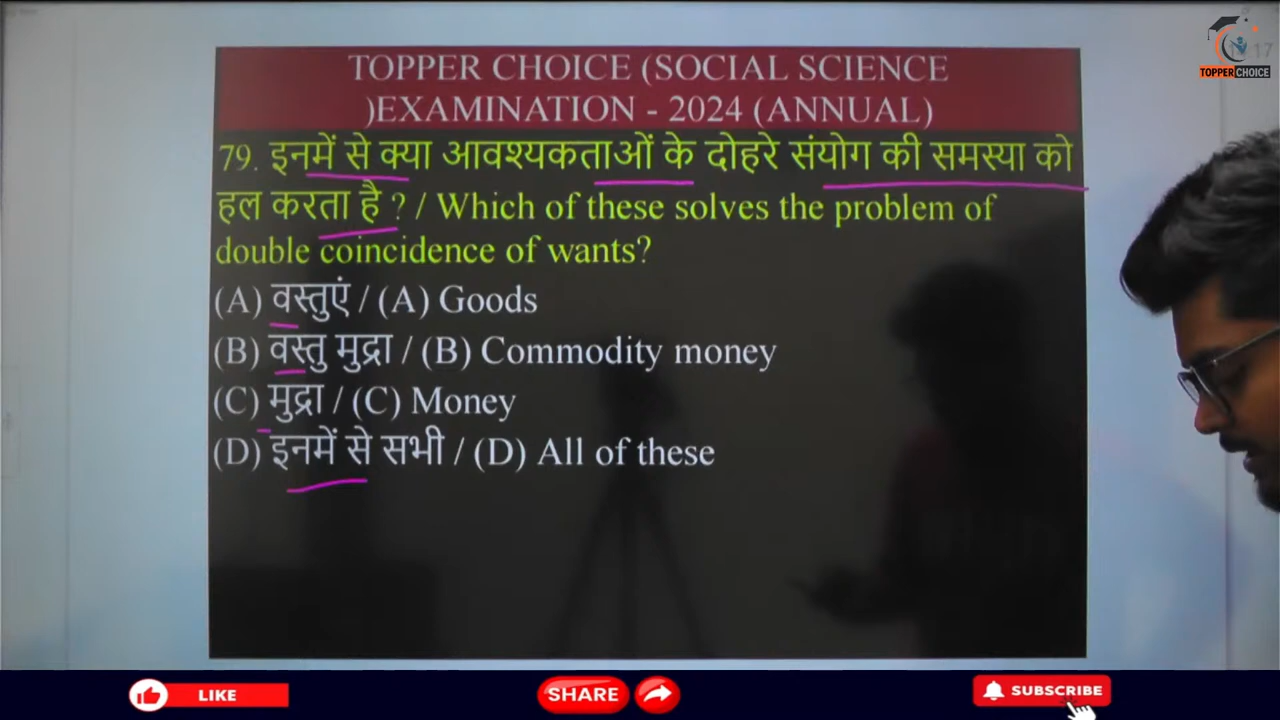 TOPPER CHOICE (SOCIAL SCIENCE
)EXAMINATION - 2024 (ANNUAL)
79. इनमें से क्या आवश्यकताओं के दोहरे संयोग की समस्या को
हल करता है ? / Which of these solves the problem of
double coincidence of wants?
(A) वस्तुएं / (A) Goods
(B) वस्तु मुद्रा / (B) Commodity money
(C) मुद्रा / (C) Money
(D) इनमें से सभी / (D) All of these
17
TOPPER CHOICE
LIKE
SHARE
SUBSCRIBE